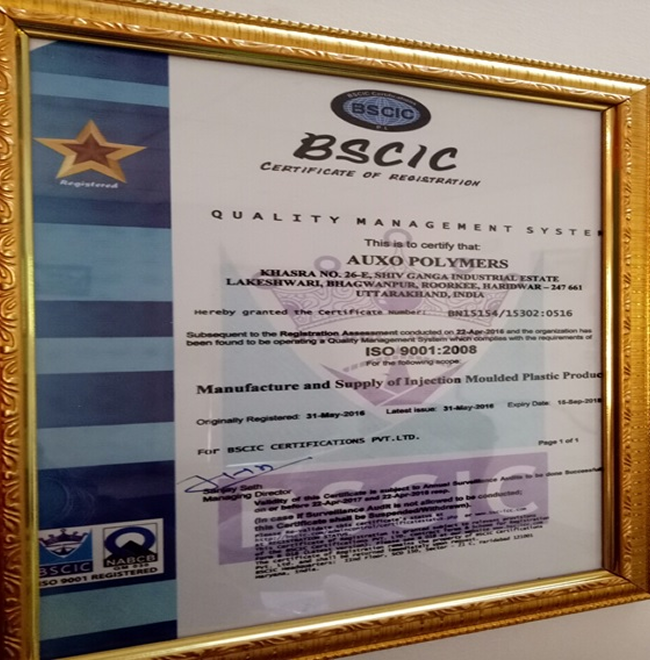 BSCIC Certifications
BSCIC
BSCIC
CERTIFICATE OF REGISTRATION
Registered
QUALITY MANAGEMENT SYSTE
This is to certify that:
AUXO POLYMERS
KHASRA NO. 26-E, SHIV GANGA INDUSTRIAL ESTATE
LAKESHWARI, BHAGWANPUR, ROORKEE, HARIDWAR – 247 661
UTTARAKHAND, INDIA
Hereby granted the Certificate Number: BN15154/15302:0516
Subsequent to the Registration Assessment conducted on 22-Apr-2016 and the organization has
been found to be operating a Quality Management System which complies with the requirements of
ISO 9001:2008
For the following scope:
Manufacture and Supply of Injection Moulded Plastic Produc
Originally Registered: 31-May-2016 Latest issue: 31-May-2016 Expiry Date: 15-Sep-2018
For BSCIC CERTIFICATIONS PVT.LTD.
Page 1 of 1
Sanjay Seth
Managing Director
Validity of this Certificate is subject to Annual Surveillance Audits to be done Successful
on or before 22-Apr-2017 and 22-Apr-2018 resp.
(In case if Surveillance Audit is not allowed to be conducted;
this Certificate shall be Suspended/Withdrawn).
BSCIC
BSCIC
NABCB
QM 038
ISO 9001 REGISTERED